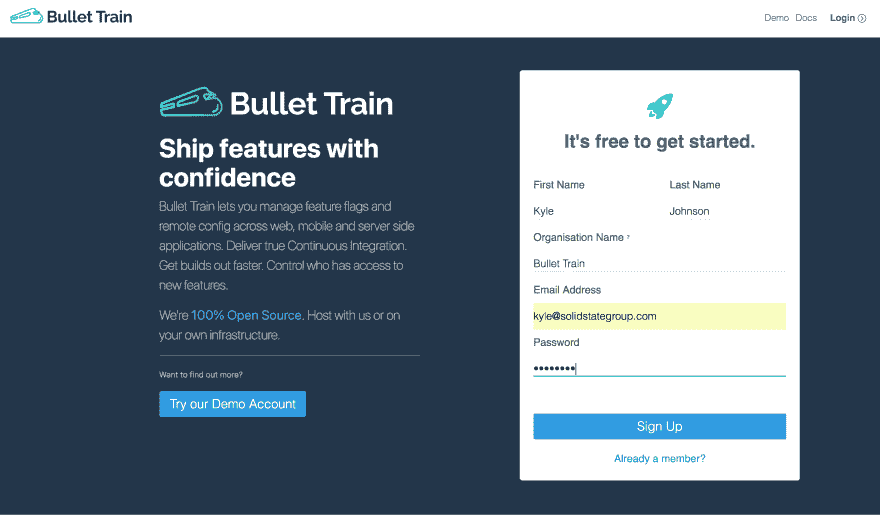 Bullet Train
Demo Docs Login
Bullet Train
Ship features with
confidence
Bullet Train lets you manage feature flags and
remote config across web, mobile and server side
applications. Deliver true Continuous Integration.
Get builds out faster. Control who has access to
new features.
We're 100% Open Source. Host with us or on
your own infrastructure.
Want to find out more?
Try our Demo Account
It's free to get started.
First Name Last Name
Kyle Johnson
Organisation Name *
Bullet Train
Email Address
kyle@solidstategroup.com
Password
••••••••
Sign Up
Already a member?